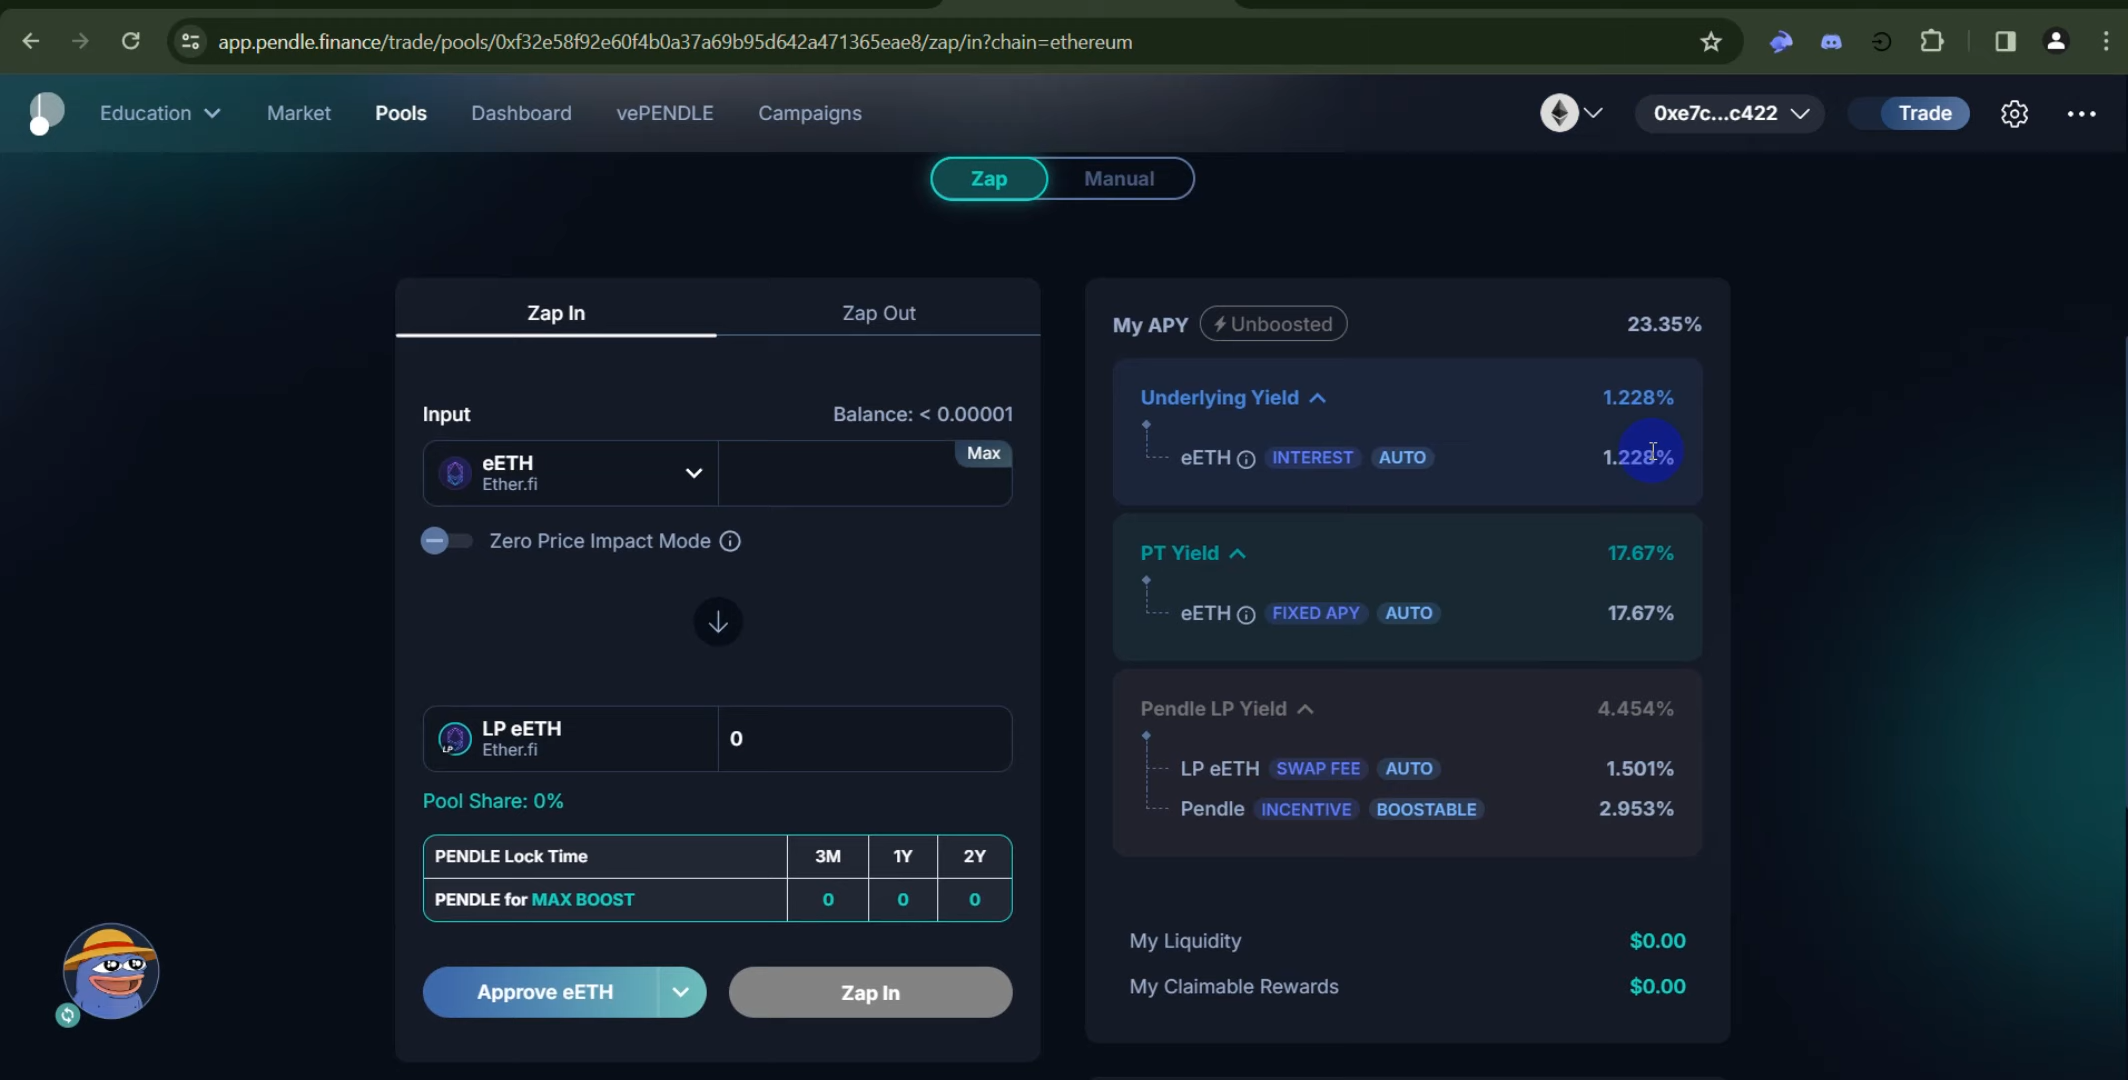 app.pendle.finance/trade/pools/0xf32e58f92e60f4b0a37a69b95d642a471365eae8/zap/in?chain=ethereum
Education Market Pools Dashboard vePENDLE Campaigns 0xe7c...c422 Trade
Zap Manual
Zap In Zap Out
Input Balance: < 0.00001
eETH Max
Ether.fi
Zero Price Impact Mode
LP eETH 0
Ether.fi
Pool Share: 0%
PENDLE Lock Time 3M 1Y 2Y
PENDLE for MAX BOOST 0 0 0
Approve eETH Zap In
My APY Unboosted 23.35%
Underlying Yield 1.228%
eETH INTEREST AUTO 1.228%
PT Yield 17.67%
eETH FIXED APY AUTO 17.67%
Pendle LP Yield 4.454%
LP eETH SWAP FEE AUTO 1.501%
Pendle INCENTIVE BOOSTABLE 2.953%
My Liquidity $0.00
My Claimable Rewards $0.00